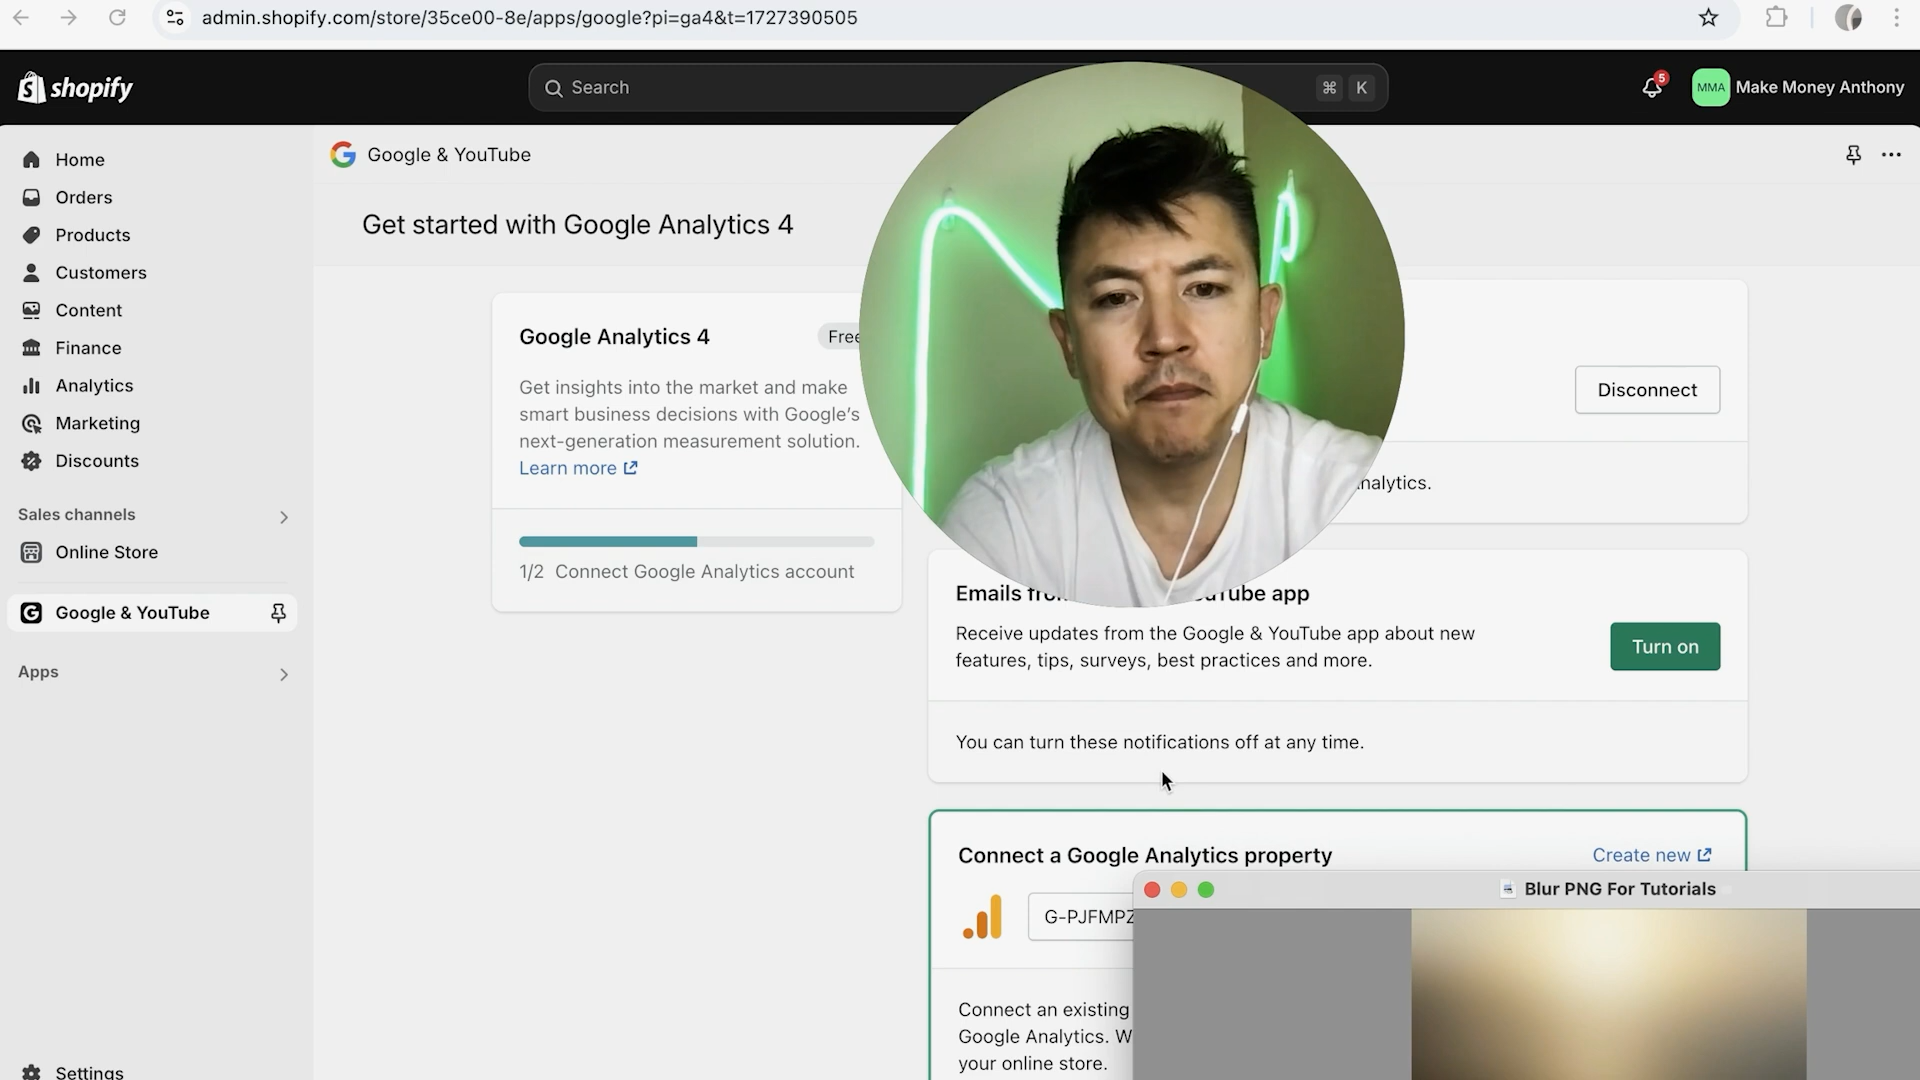 admin.shopify.com/store/35ce00-8e/apps/google?pi=ga4&t=1727390505
shopify
Search
⌘ K
5
MMA
Make Money Anthony
Home
Orders
Products
Customers
Content
Finance
Analytics
Marketing
Discounts
Sales channels
Online Store
Google & YouTube
Apps
Settings
Google & YouTube
Get started with Google Analytics 4
Google Analytics 4
Free
Get insights into the market and make
smart business decisions with Google's
next-generation measurement solution.
Learn more
1/2 Connect Google Analytics account
Disconnect
Analytics.
Emails from YouTube app
Receive updates from the Google & YouTube app about new
features, tips, surveys, best practices and more.
Turn on
You can turn these notifications off at any time.
Connect a Google Analytics property
Create new
G-PJFMPZ
Connect an existing
Google Analytics. W
your online store.
Blur PNG For Tutorials